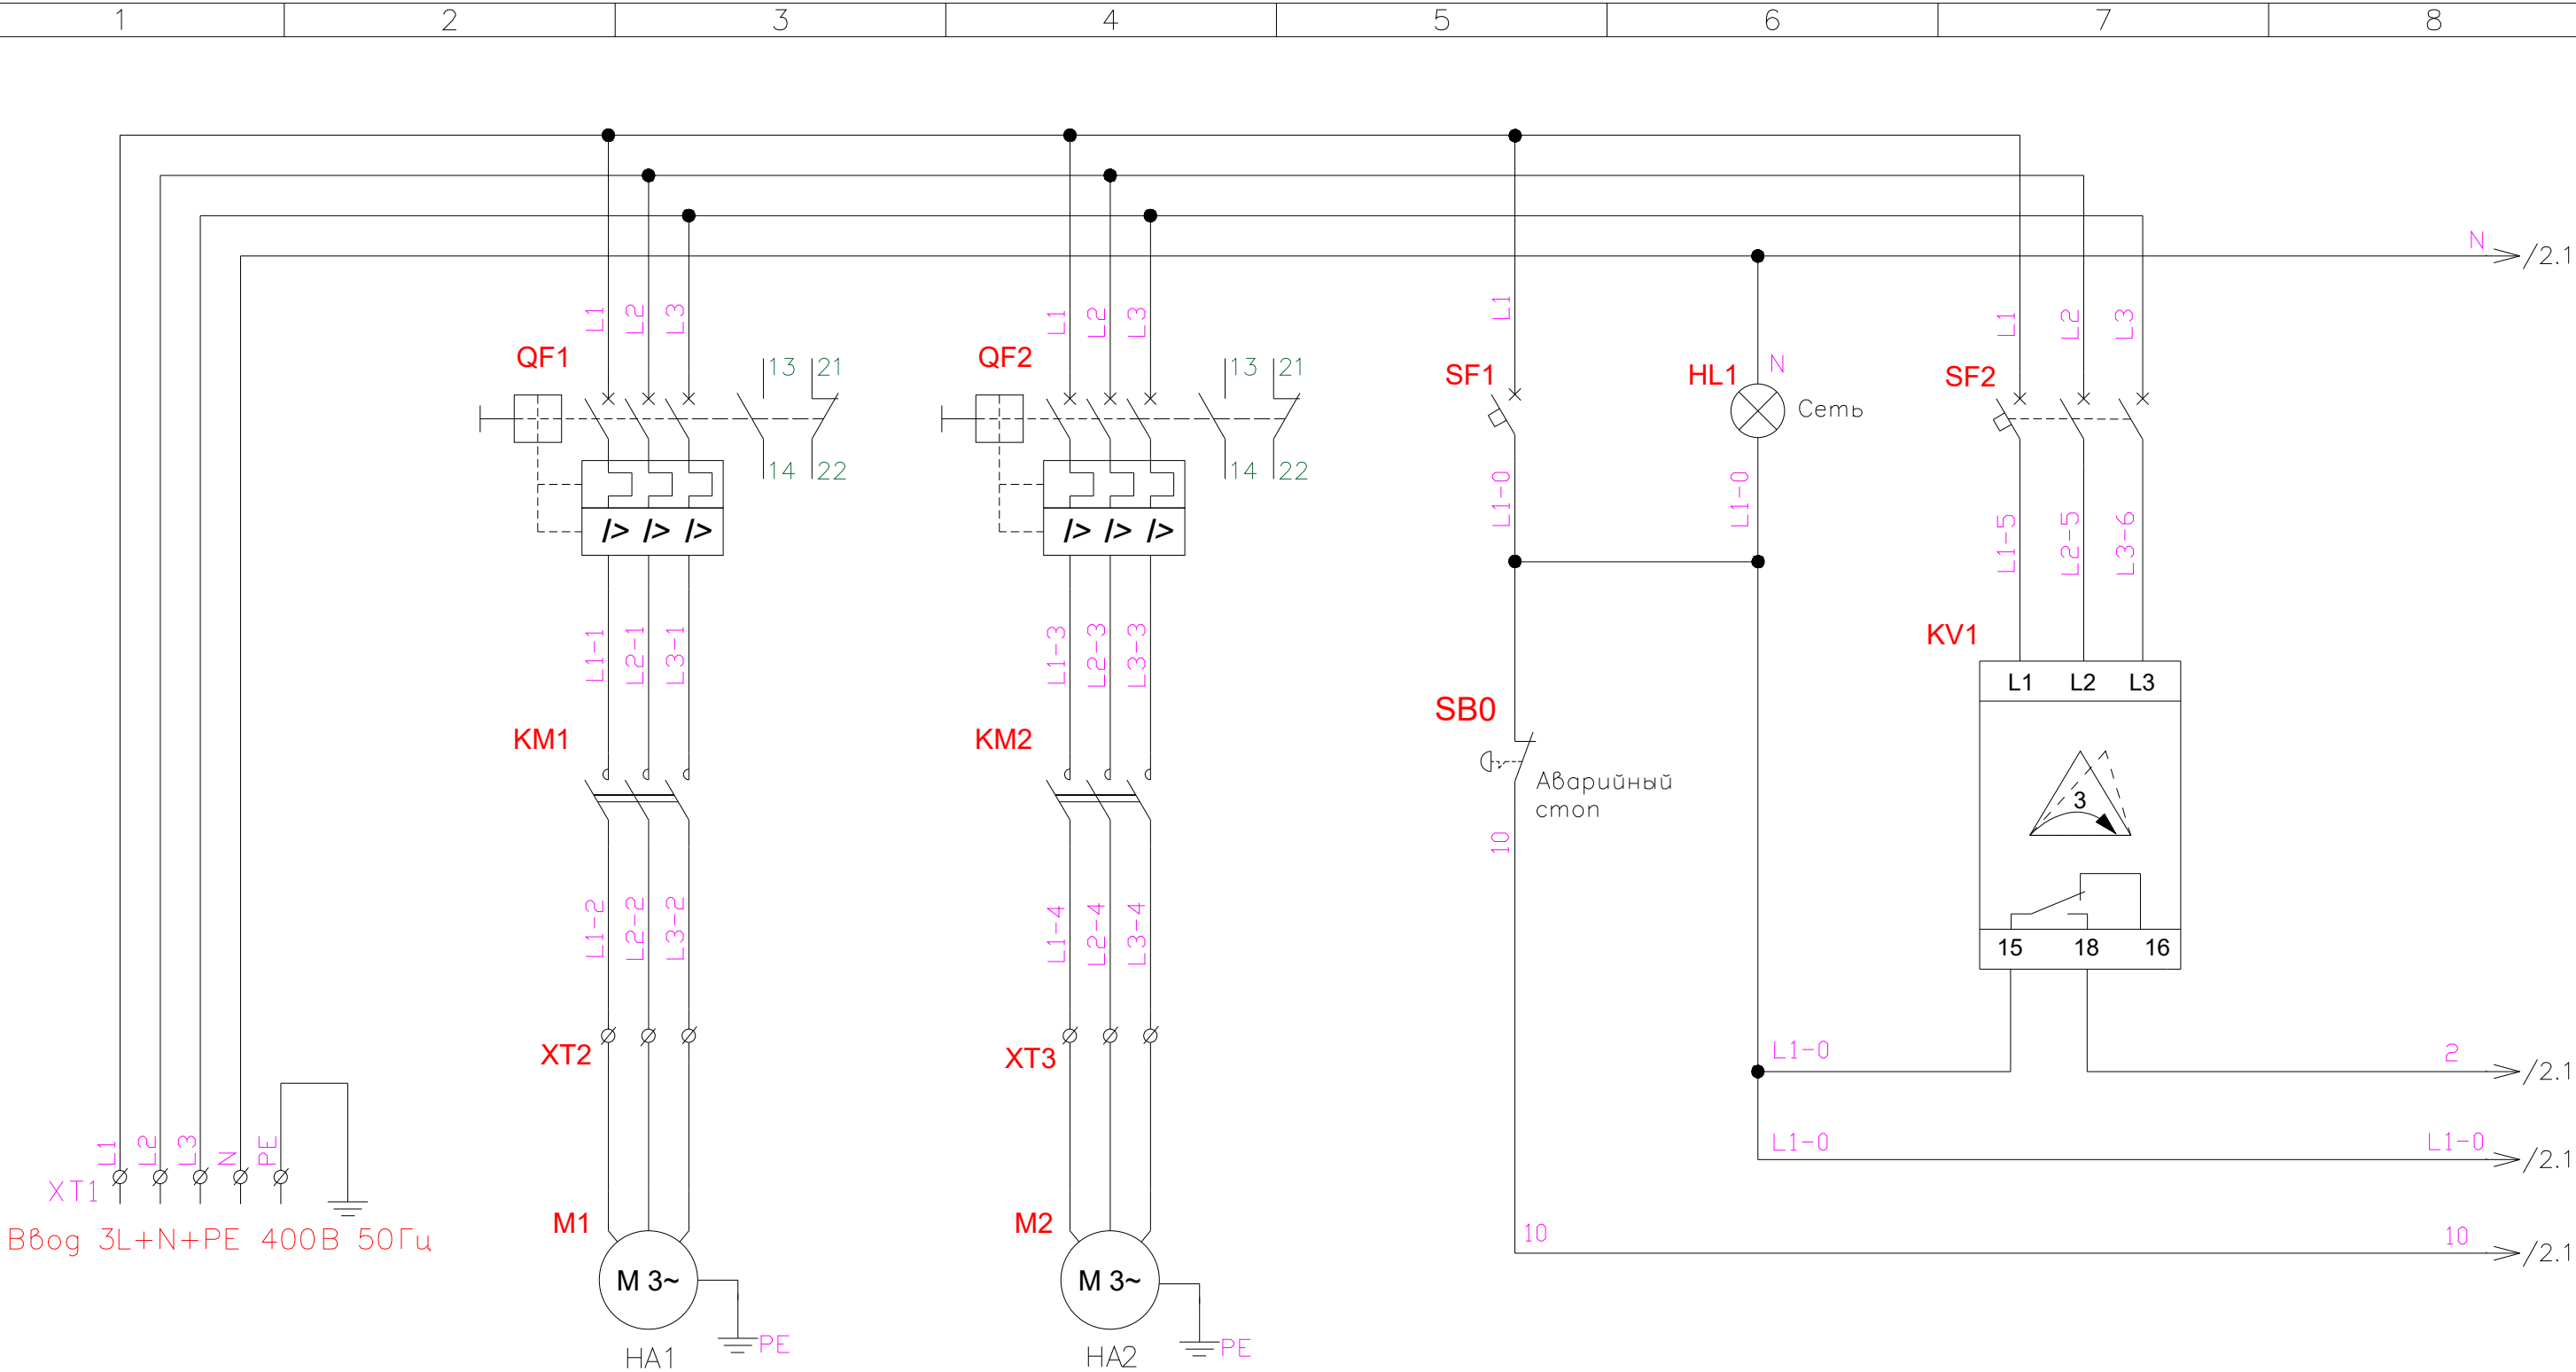 1 2 3 4 5 6 7 8
N /2.1
L1 L2 L3 L1 L2 L3 L1 L1 L2 L3
QF1 13 21 QF2 13 21 SF1 HL1 N SF2
Сеть
14 22 14 22
L1-0 L1-0
I> I> I> I> I> I>
L1-5 L2-5 L3-6
L1-1 L2-1 L3-1 L1-3 L2-3 L3-3
KV1
L1 L2 L3
SB0
KM1 KM2
Аварийный
стоп
3
10
L1-2 L2-2 L3-2 L1-4 L2-4 L3-4
15 18 16
XT2 XT3
L1-0 2 /2.1
L1 L2 L3 N PE
L1-0 L1-0 /2.1
XT1
M1 M2
10 10 /2.1
Ввод 3L+N+PE 400В 50Гц
M 3~ M 3~
PE PE
НА1 НА2